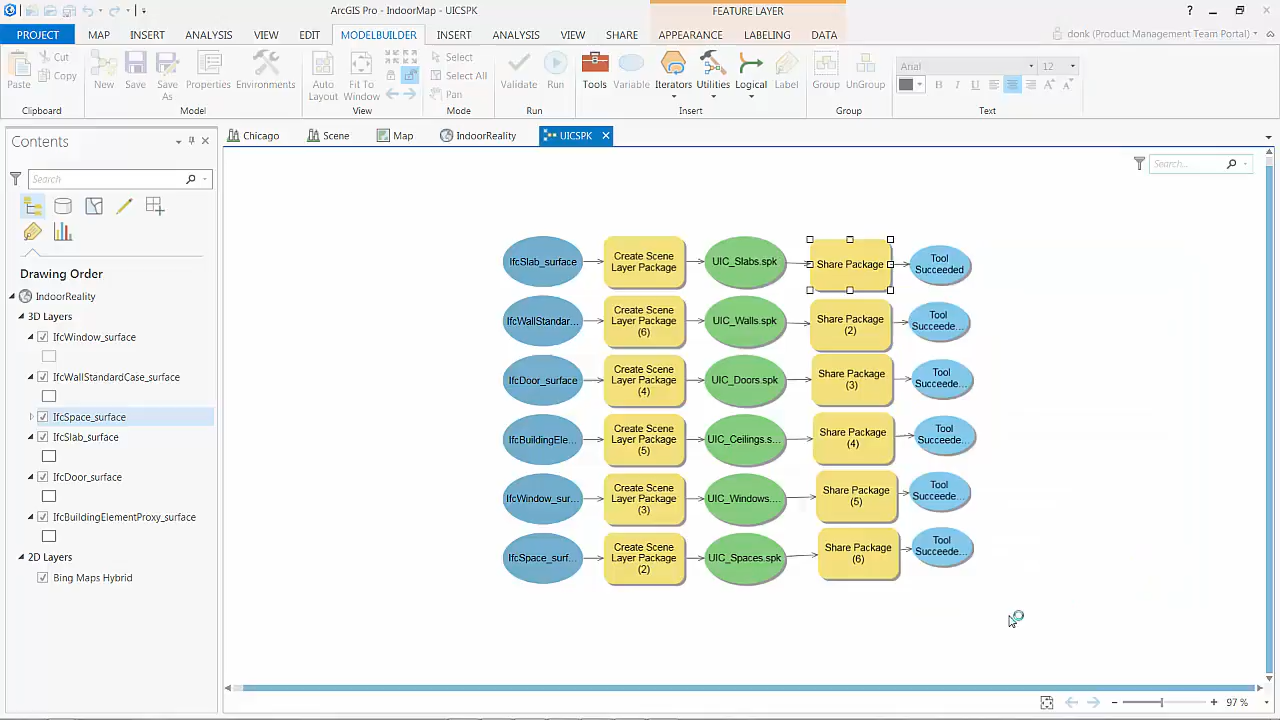 ArcGIS Pro - IndoorMap - UICSPK
FEATURE LAYER
?
PROJECT MAP INSERT ANALYSIS VIEW EDIT MODELBUILDER INSERT ANALYSIS VIEW SHARE APPEARANCE LABELING DATA
donk (Product Management Team Portal)
Paste
Cut
Copy
Clipboard
New
Save
Save As
Properties
Environments
Model
Auto Layout
Fit To Window
View
Select
Select All
Pan
Mode
Validate
Run
Run
Tools
Variable
Iterators
Utilities
Logical
Label
Insert
Group
UnGroup
Group
Arial
12
B I U
Text
Contents
Search
Drawing Order
IndoorReality
3D Layers
IfcWindow_surface
IfcWallStandardCase_surface
IfcSpace_surface
IfcSlab_surface
IfcDoor_surface
IfcBuildingElementProxy_surface
2D Layers
Bing Maps Hybrid
Chicago
Scene
Map
IndoorReality
UICSPK
Search...
IfcSlab_surface
Create Scene
Layer Package
UIC_Slabs.spk
Share Package
Tool
Succeeded
IfcWallStandar...
Create Scene
Layer Package
(6)
UIC_Walls.spk
Share Package
(2)
Tool
Succeede...
IfcDoor_surface
Create Scene
Layer Package
(4)
UIC_Doors.spk
Share Package
(3)
Tool
Succeede...
IfcBuildingEle...
Create Scene
Layer Package
(5)
UIC_Ceilings.s...
Share Package
(4)
Tool
Succeede...
IfcWindow_sur...
Create Scene
Layer Package
(3)
UIC_Windows....
Share Package
(5)
Tool
Succeede...
IfcSpace_surf...
Create Scene
Layer Package
(2)
UIC_Spaces.spk
Share Package
(6)
Tool
Succeede...
97 %